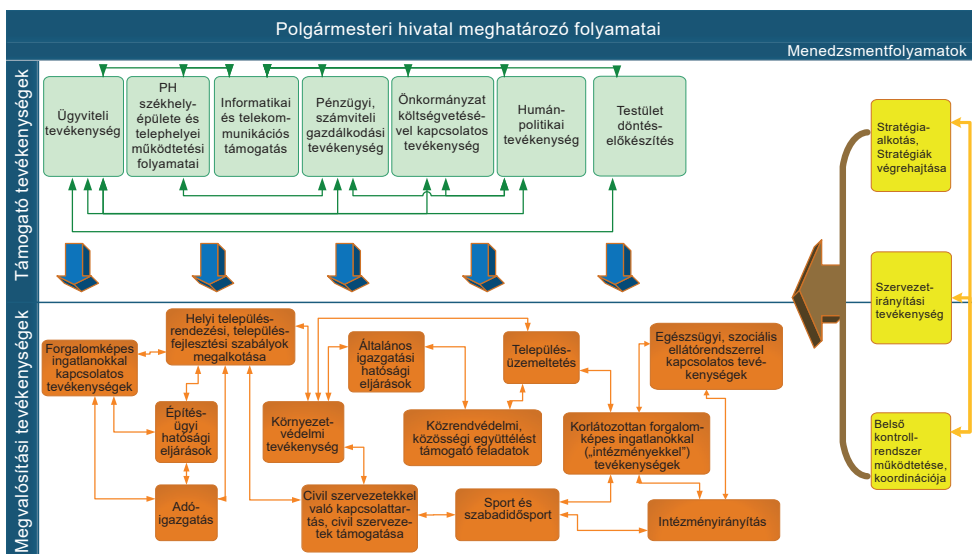 Polgármesteri hivatal meghatározó folyamatai
Menedzsmentfolyamatok
Támogató tevékenységek
Ügyviteli
tevékenység
PH
székhely-
épülete és
telephelyei
működtetési
folyamatai
Informatikai
és telekom-
munikációs
támogatás
Pénzügyi,
számviteli
gazdálkodási
tevékenység
Önkormányzat
költségvetésé-
vel kapcsolatos
tevékenység
Humán-
politikai
tevékenység
Testület
döntés-
előkészítés
Stratégia-
alkotás,
Stratégiák
végrehajtása
Szervezet-
irányítási
tevékenység
Belső
kontroll-
rendszer
működtetése,
koordinációja
Megvalósítási tevékenységek
Forgalomképes
ingatlanokkal
kapcsolatos
tevékenységek
Helyi település-
rendezési, település-
fejlesztési szabályok
megalkotása
Általános
igazgatási
hatósági
eljárások
Település-
üzemeltetés
Egészségügyi, szociális
ellátórendszerrel
kapcsolatos tevé-
kenységek
Építés-
ügyi
hatósági
eljárások
Környezet-
védelmi
tevékenység
Közrendvédelmi,
közösségi együttélést
támogató feladatok
Korlátozottan forgalom-
képes ingatlanokkal
(„intézményekkel”)
tevékenységek
Adó-
igazgatás
Civil szervezetekkel
való kapcsolattar-
tás, civil szerveze-
tek támogatása
Sport és
szabadidősport
Intézményirányítás